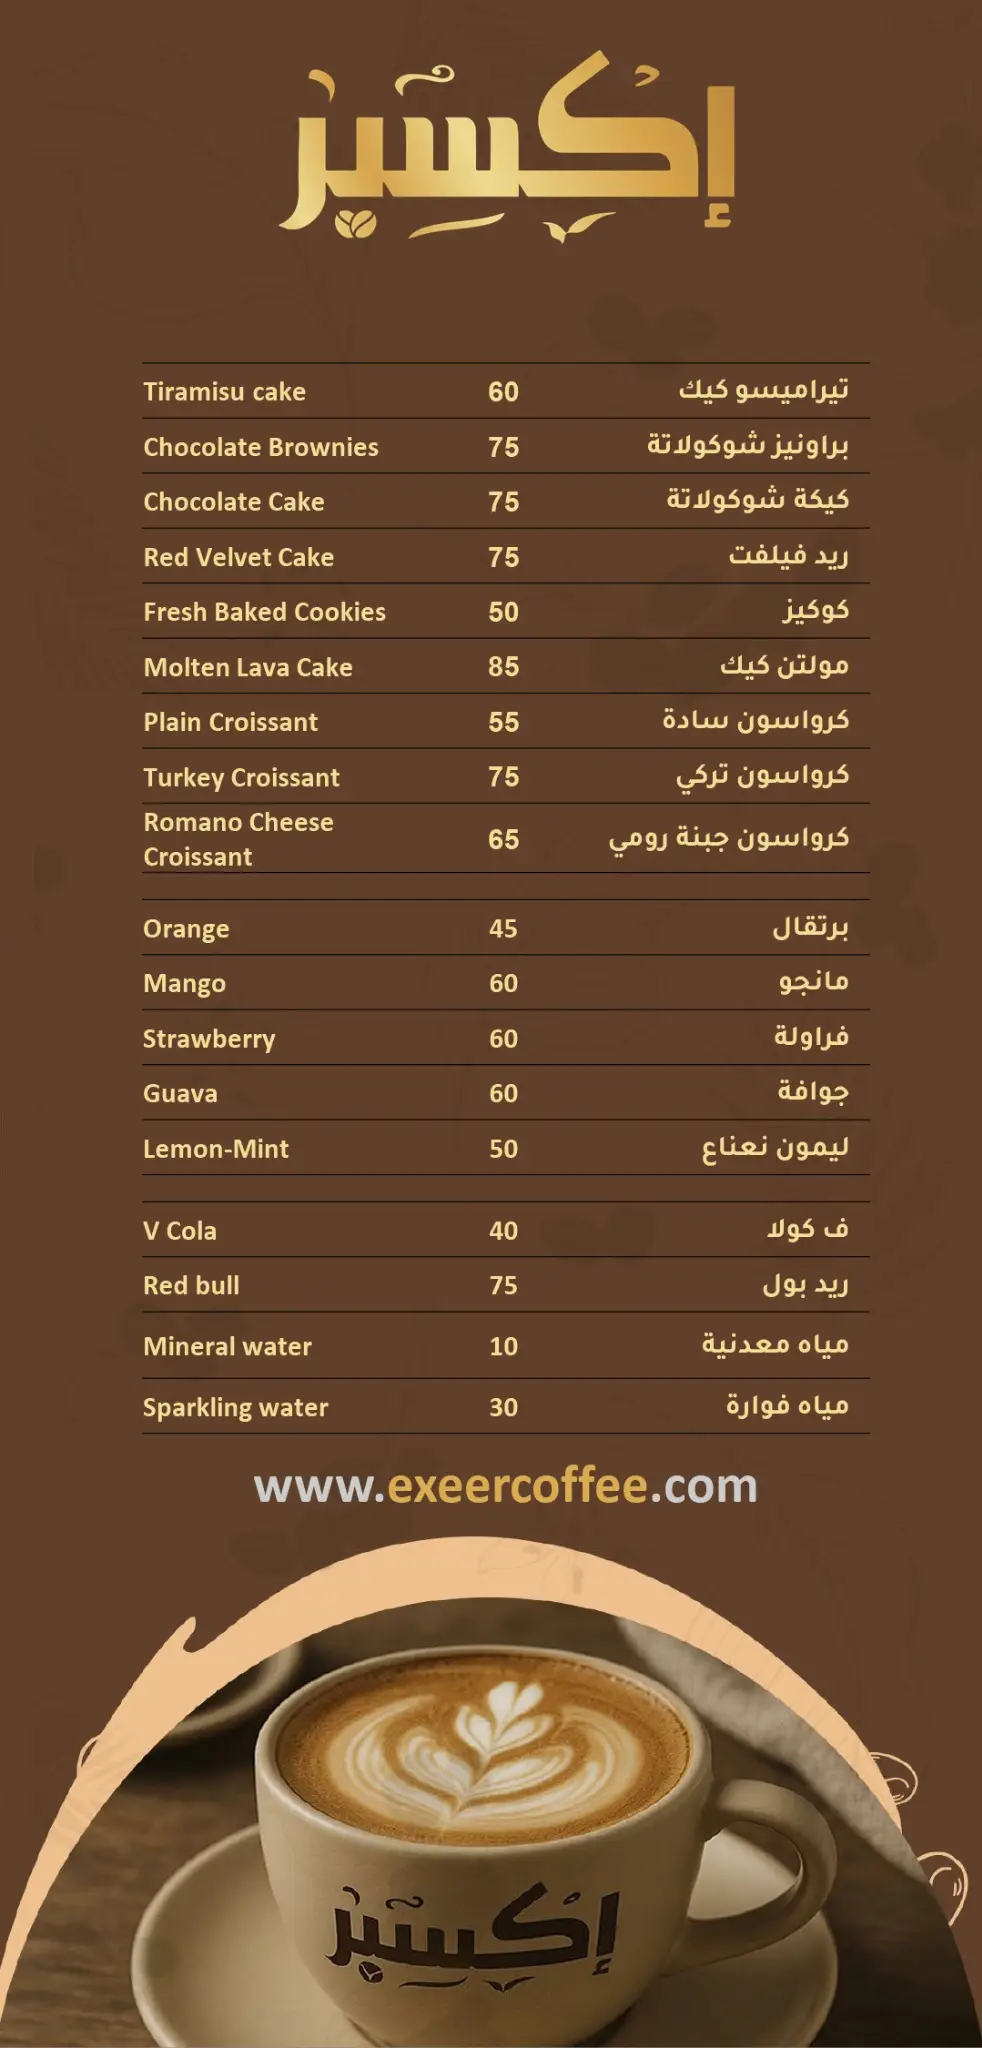 إكسير
Tiramisu cake 60 تيراميسو كيك
Chocolate Brownies 75 براونيز شوكولاتة
Chocolate Cake 75 كيكة شوكولاتة
Red Velvet Cake 75 ريد فيلفت
Fresh Baked Cookies 50 كوكيز
Molten Lava Cake 85 مولتن كيك
Plain Croissant 55 كرواسون سادة
Turkey Croissant 75 كرواسون تركي
Romano Cheese
Croissant 65 كرواسون جبنة رومي
Orange 45 برتقال
Mango 60 مانجو
Strawberry 60 فراولة
Guava 60 جوافة
Lemon-Mint 50 ليمون نعناع
V Cola 40 ف كولا
Red bull 75 ريد بول
Mineral water 10 مياه معدنية
Sparkling water 30 مياه فوارة
www.exeercoffee.com
إكسير